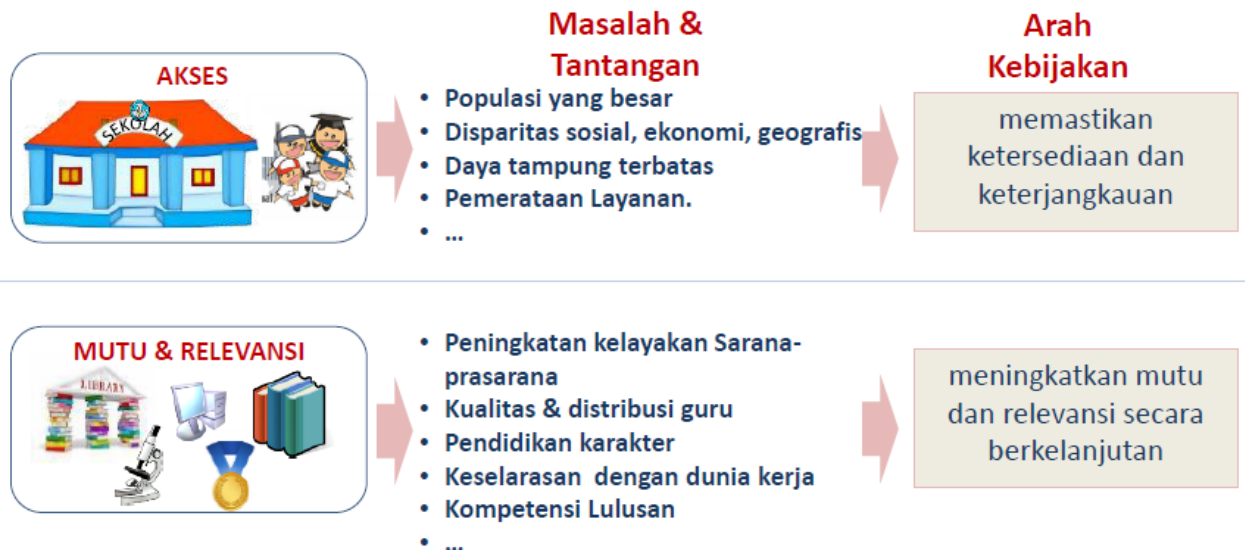 Masalah &
Tantangan
Arah
Kebijakan
AKSES
SEKOLAH
• Populasi yang besar
• Disparitas sosial, ekonomi, geografis
• Daya tampung terbatas
• Pemerataan Layanan.
• ...
memastikan
ketersediaan dan
keterjangkauan
MUTU & RELEVANSI
LIBRARY
• Peningkatan kelayakan Sarana-
prasarana
• Kualitas & distribusi guru
• Pendidikan karakter
• Keselarasan dengan dunia kerja
• Kompetensi Lulusan
• ...
meningkatkan mutu
dan relevansi secara
berkelanjutan